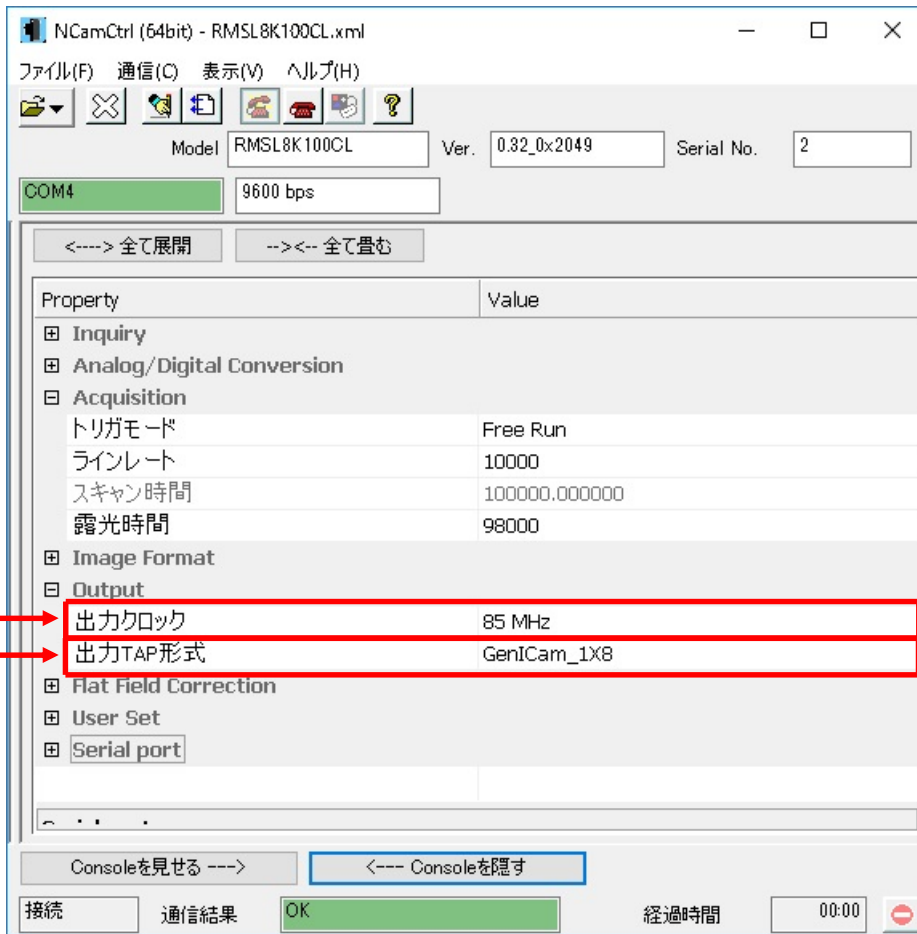 NCamCtrl (64bit) - RMSL8K100CL.xml
ファイル(F) 通信(C) 表示(V) ヘルプ(H)
Model RMSL8K100CL Ver. 0.32_0x2049 Serial No. 2
COM4 9600 bps
<----> 全て展開 --><-- 全て畳む
Property Value
Inquiry
Analog/Digital Conversion
Acquisition
トリガモード Free Run
ラインレート 10000
スキャン時間 100000.000000
露光時間 98000
Image Format
Output
出力クロック 85 MHz
出力TAP形式 GenICam_1X8
Flat Field Correction
User Set
Serial port
Consoleを見せる ---> <--- Consoleを隠す
接続 通信結果 OK 経過時間 00:00